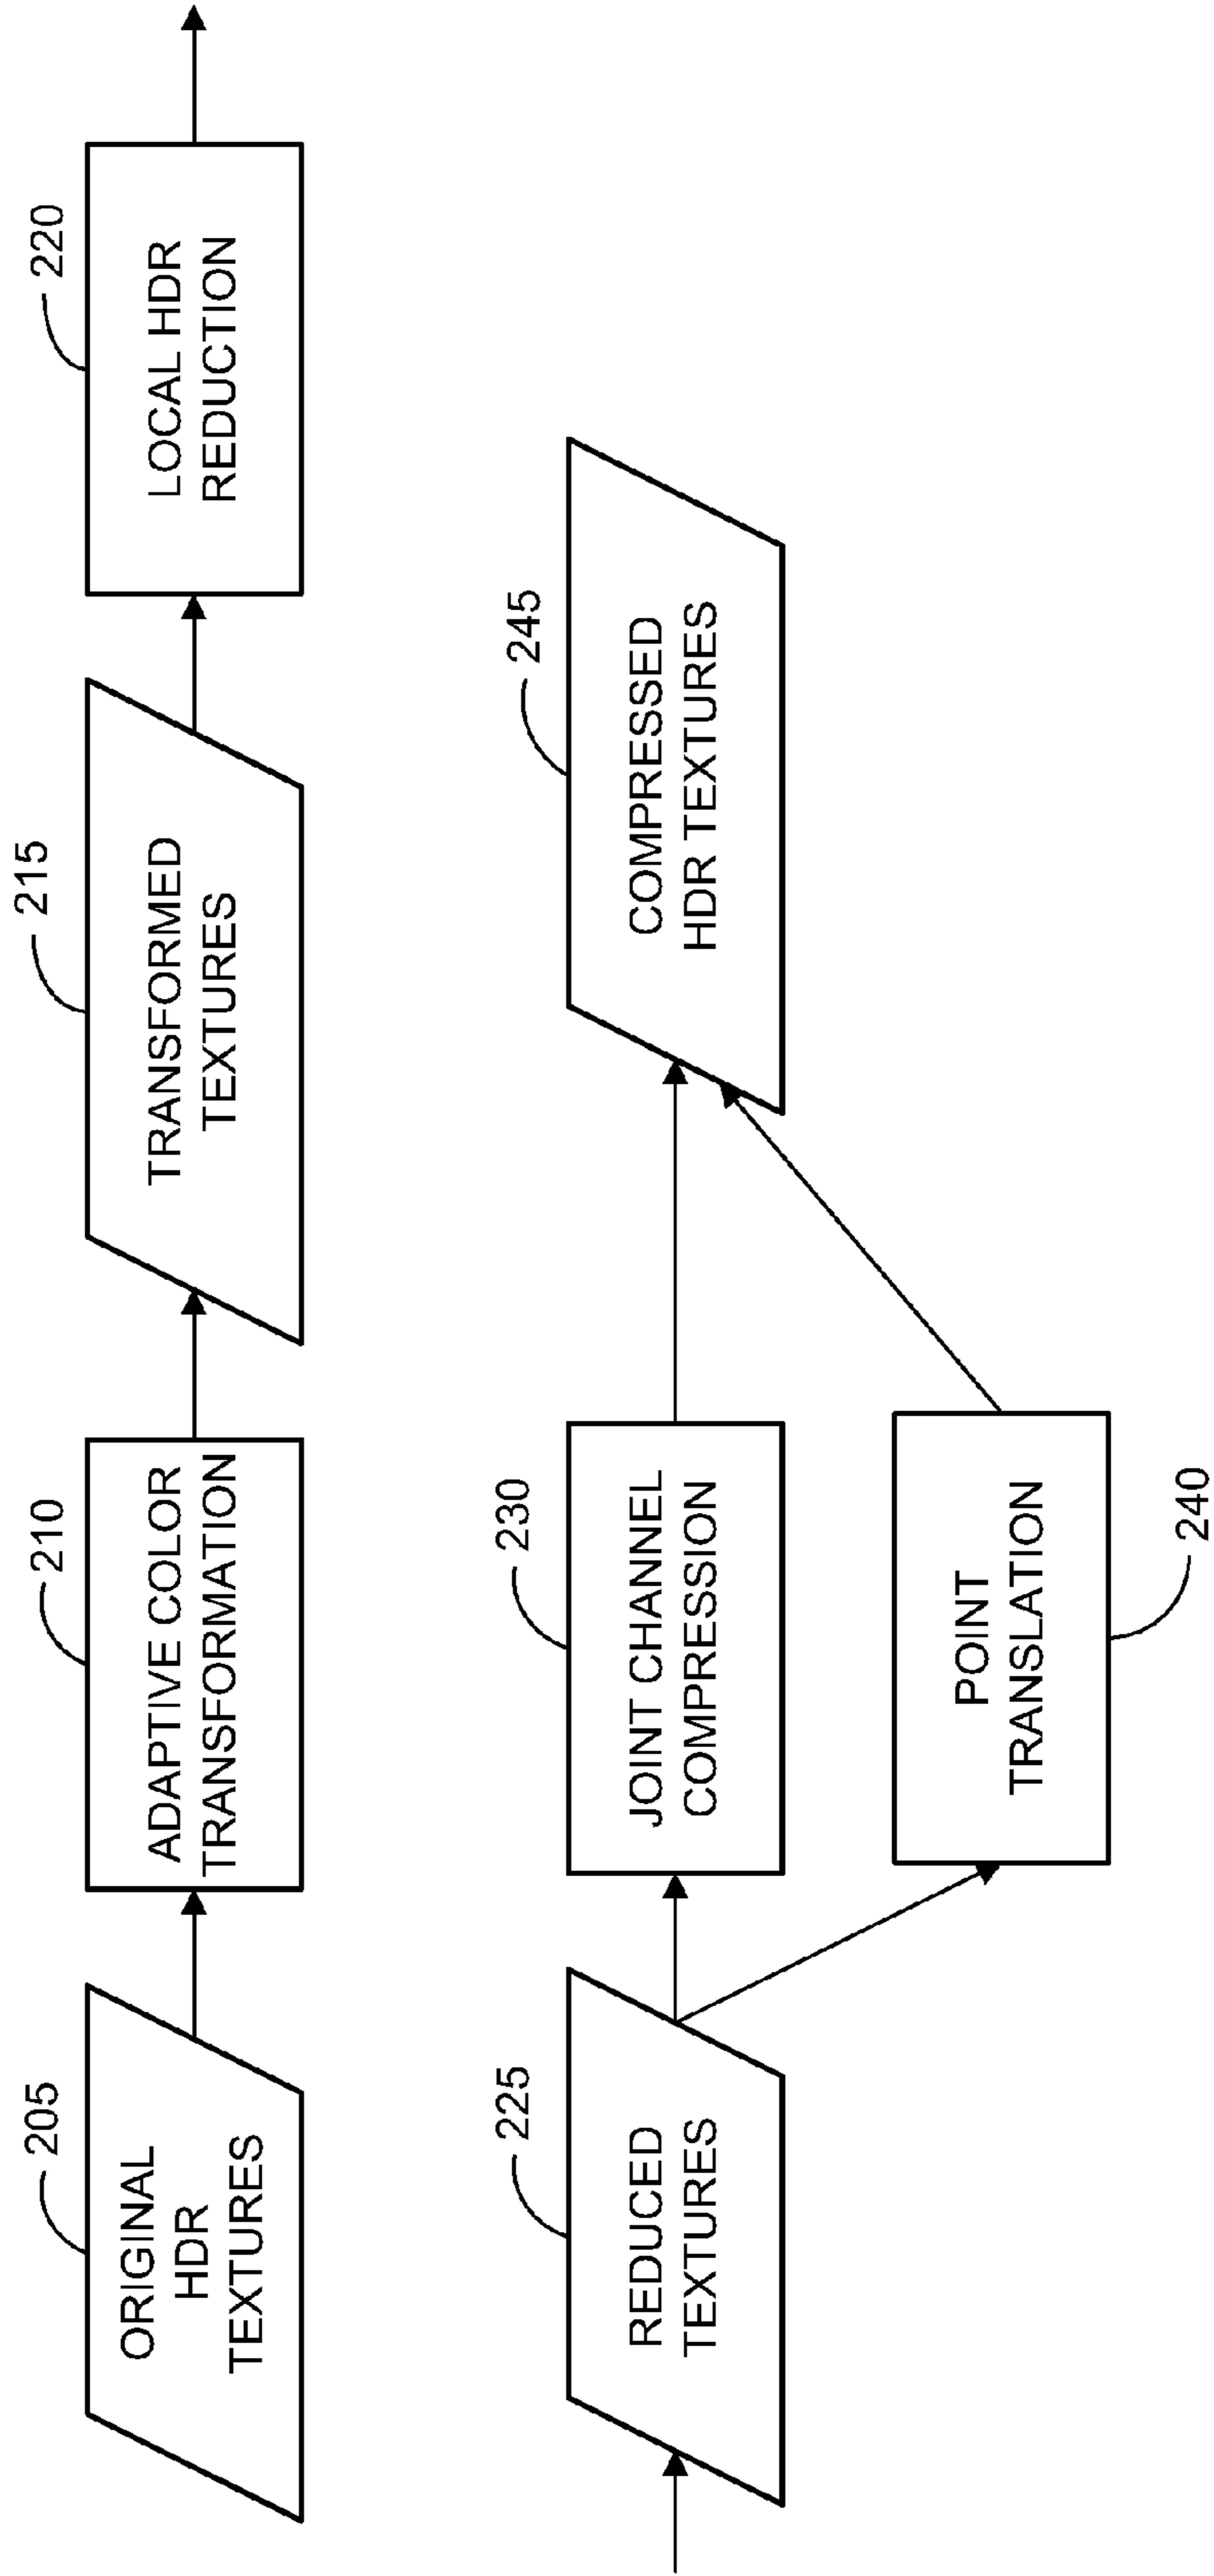 205
ORIGINAL
HDR
TEXTURES
210
ADAPTIVE COLOR
TRANSFORMATION
215
TRANSFORMED
TEXTURES
220
LOCAL HDR
REDUCTION
225
REDUCED
TEXTURES
230
JOINT CHANNEL
COMPRESSION
POINT
TRANSLATION
240
245
COMPRESSED
HDR TEXTURES